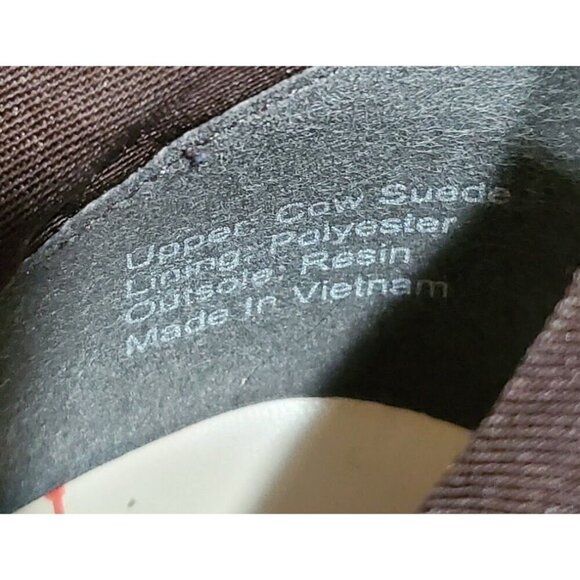 Upper: Cow Suede
Lining: Polyester
Outsole: Resin
Made In Vietnam